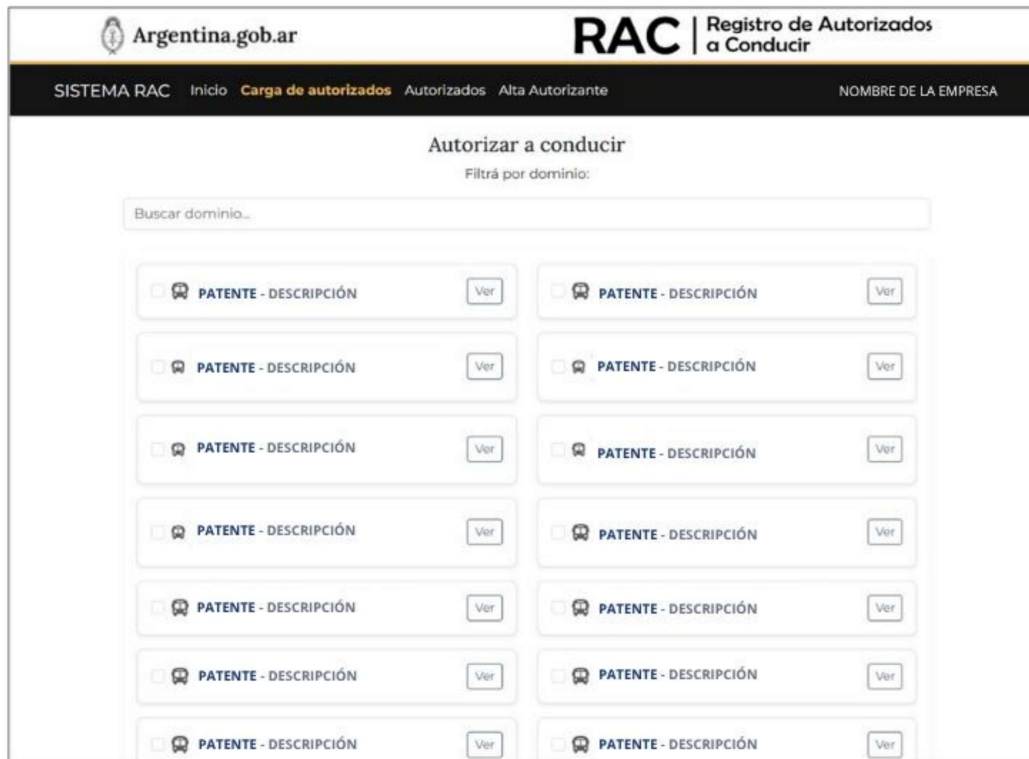 Argentina.gob.ar
RAC
Registro de Autorizados
a Conducir
SISTEMA RAC Inicio Carga de autorizados Autorizados Alta Autorizante NOMBRE DE LA EMPRESA
Autorizar a conducir
Filtrá por dominio:
Buscar dominio...
PATENTE - DESCRIPCIÓN Ver PATENTE - DESCRIPCIÓN Ver
PATENTE - DESCRIPCIÓN Ver PATENTE - DESCRIPCIÓN Ver
PATENTE - DESCRIPCIÓN Ver PATENTE - DESCRIPCIÓN Ver
PATENTE - DESCRIPCIÓN Ver PATENTE - DESCRIPCIÓN Ver
PATENTE - DESCRIPCIÓN Ver PATENTE - DESCRIPCIÓN Ver
PATENTE - DESCRIPCIÓN Ver PATENTE - DESCRIPCIÓN Ver
PATENTE - DESCRIPCIÓN Ver PATENTE - DESCRIPCIÓN Ver